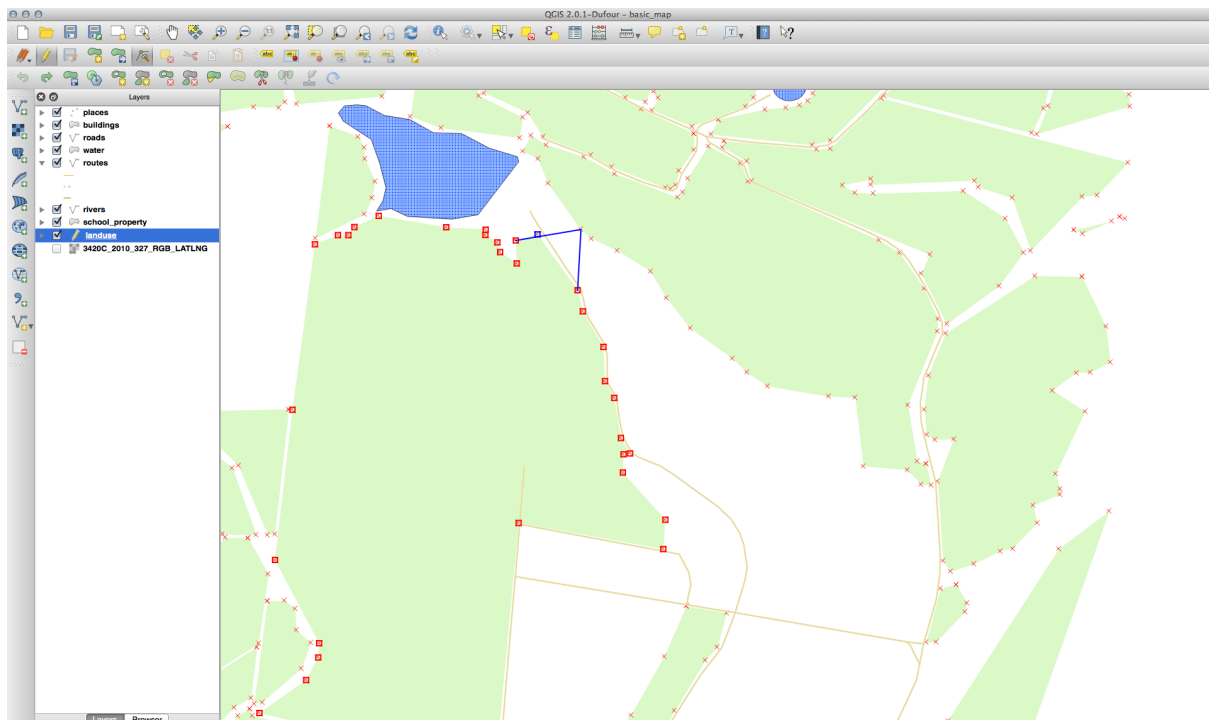 QGIS 2.0.1-Dufour - basic_map
Layers
places
buildings
roads
water
routes
rivers
school_property
landuse
3420C_2010_327_RGB_LATLNG
Layers Browser